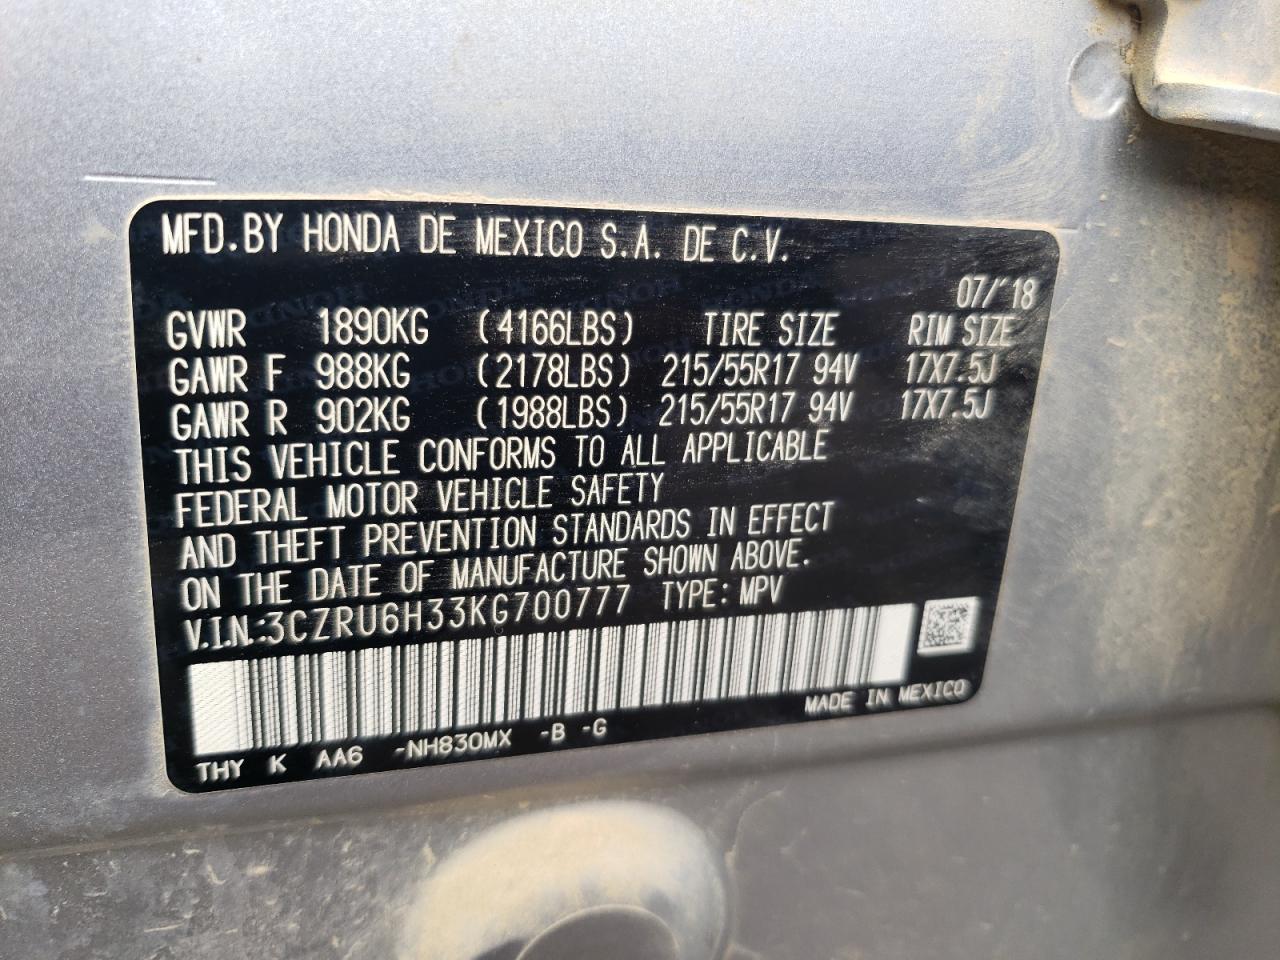 MFD.BY HONDA DE MEXICO S.A. DE C.V.
07/'18
GVWR 1890KG (4166LBS) TIRE SIZE RIM SIZE
GAWR F 988KG (2178LBS) 215/55R17 94V 17X7.5J
GAWR R 902KG (1988LBS) 215/55R17 94V 17X7.5J
THIS VEHICLE CONFORMS TO ALL APPLICABLE
FEDERAL MOTOR VEHICLE SAFETY
AND THEFT PREVENTION STANDARDS IN EFFECT
ON THE DATE OF MANUFACTURE SHOWN ABOVE.
V.I.N.:3CZRU6H33KG700777 TYPE: MPV
MADE IN MEXICO
THY K AA6 -NH830MX -B -G